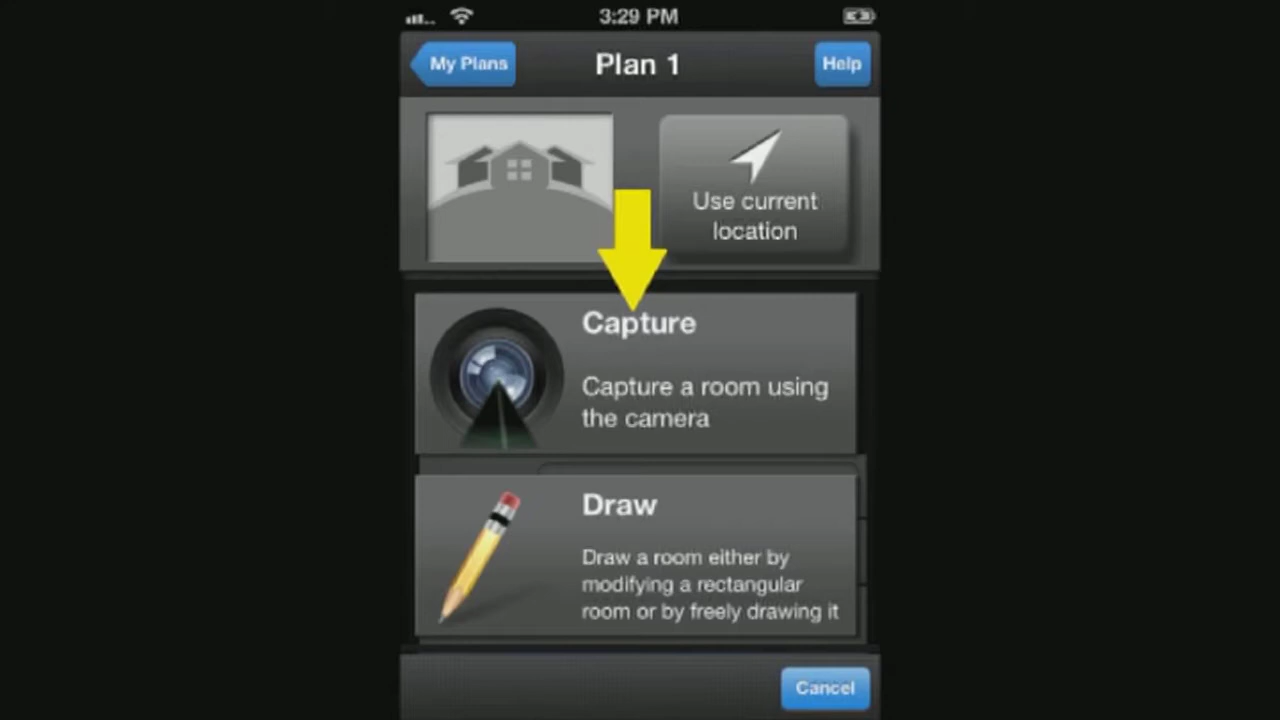 3:29 PM
My Plans
Plan 1
Help
Use current
location
Capture
Capture a room using
the camera
Draw
Draw a room either by
modifying a rectangular
room or by freely drawing it
Cancel